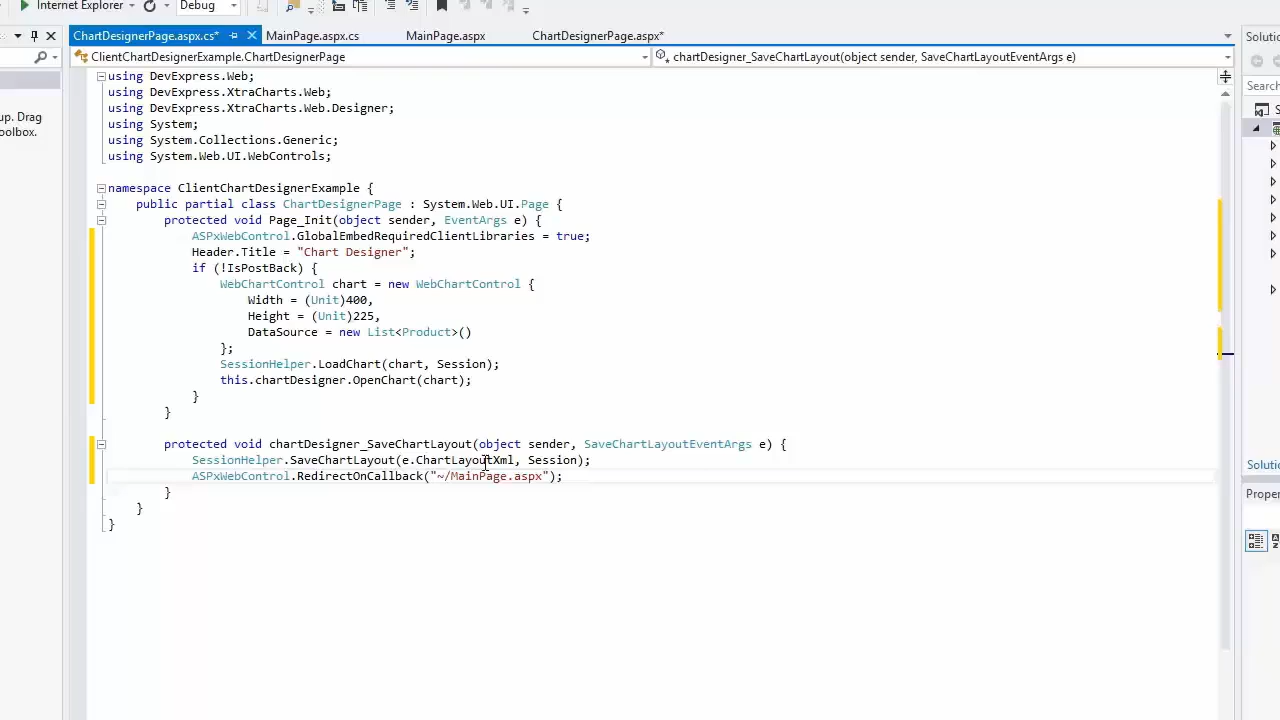 Internet Explorer
Debug
ChartDesignerPage.aspx.cs*
MainPage.aspx.cs
MainPage.aspx
ChartDesignerPage.aspx*
ClientChartDesignerExample.ChartDesignerPage
chartDesigner_SaveChartLayout(object sender, SaveChartLayoutEventArgs e)
Search
up. Drag
oolbox.
using DevExpress.Web;
using DevExpress.XtraCharts.Web;
using DevExpress.XtraCharts.Web.Designer;
using System;
using System.Collections.Generic;
using System.Web.UI.WebControls;
namespace ClientChartDesignerExample {
public partial class ChartDesignerPage : System.Web.UI.Page {
protected void Page_Init(object sender, EventArgs e) {
ASPxWebControl.GlobalEmbedRequiredClientLibraries = true;
Header.Title = "Chart Designer";
if (!IsPostBack) {
WebChartControl chart = new WebChartControl {
Width = (Unit)400,
Height = (Unit)225,
DataSource = new List<Product>()
};
SessionHelper.LoadChart(chart, Session);
this.chartDesigner.OpenChart(chart);
}
}
protected void chartDesigner_SaveChartLayout(object sender, SaveChartLayoutEventArgs e) {
SessionHelper.SaveChartLayout(e.ChartLayoutXml, Session);
ASPxWebControl.RedirectOnCallback("~/MainPage.aspx");
}
}
}
Solutio
Solutio
Proper